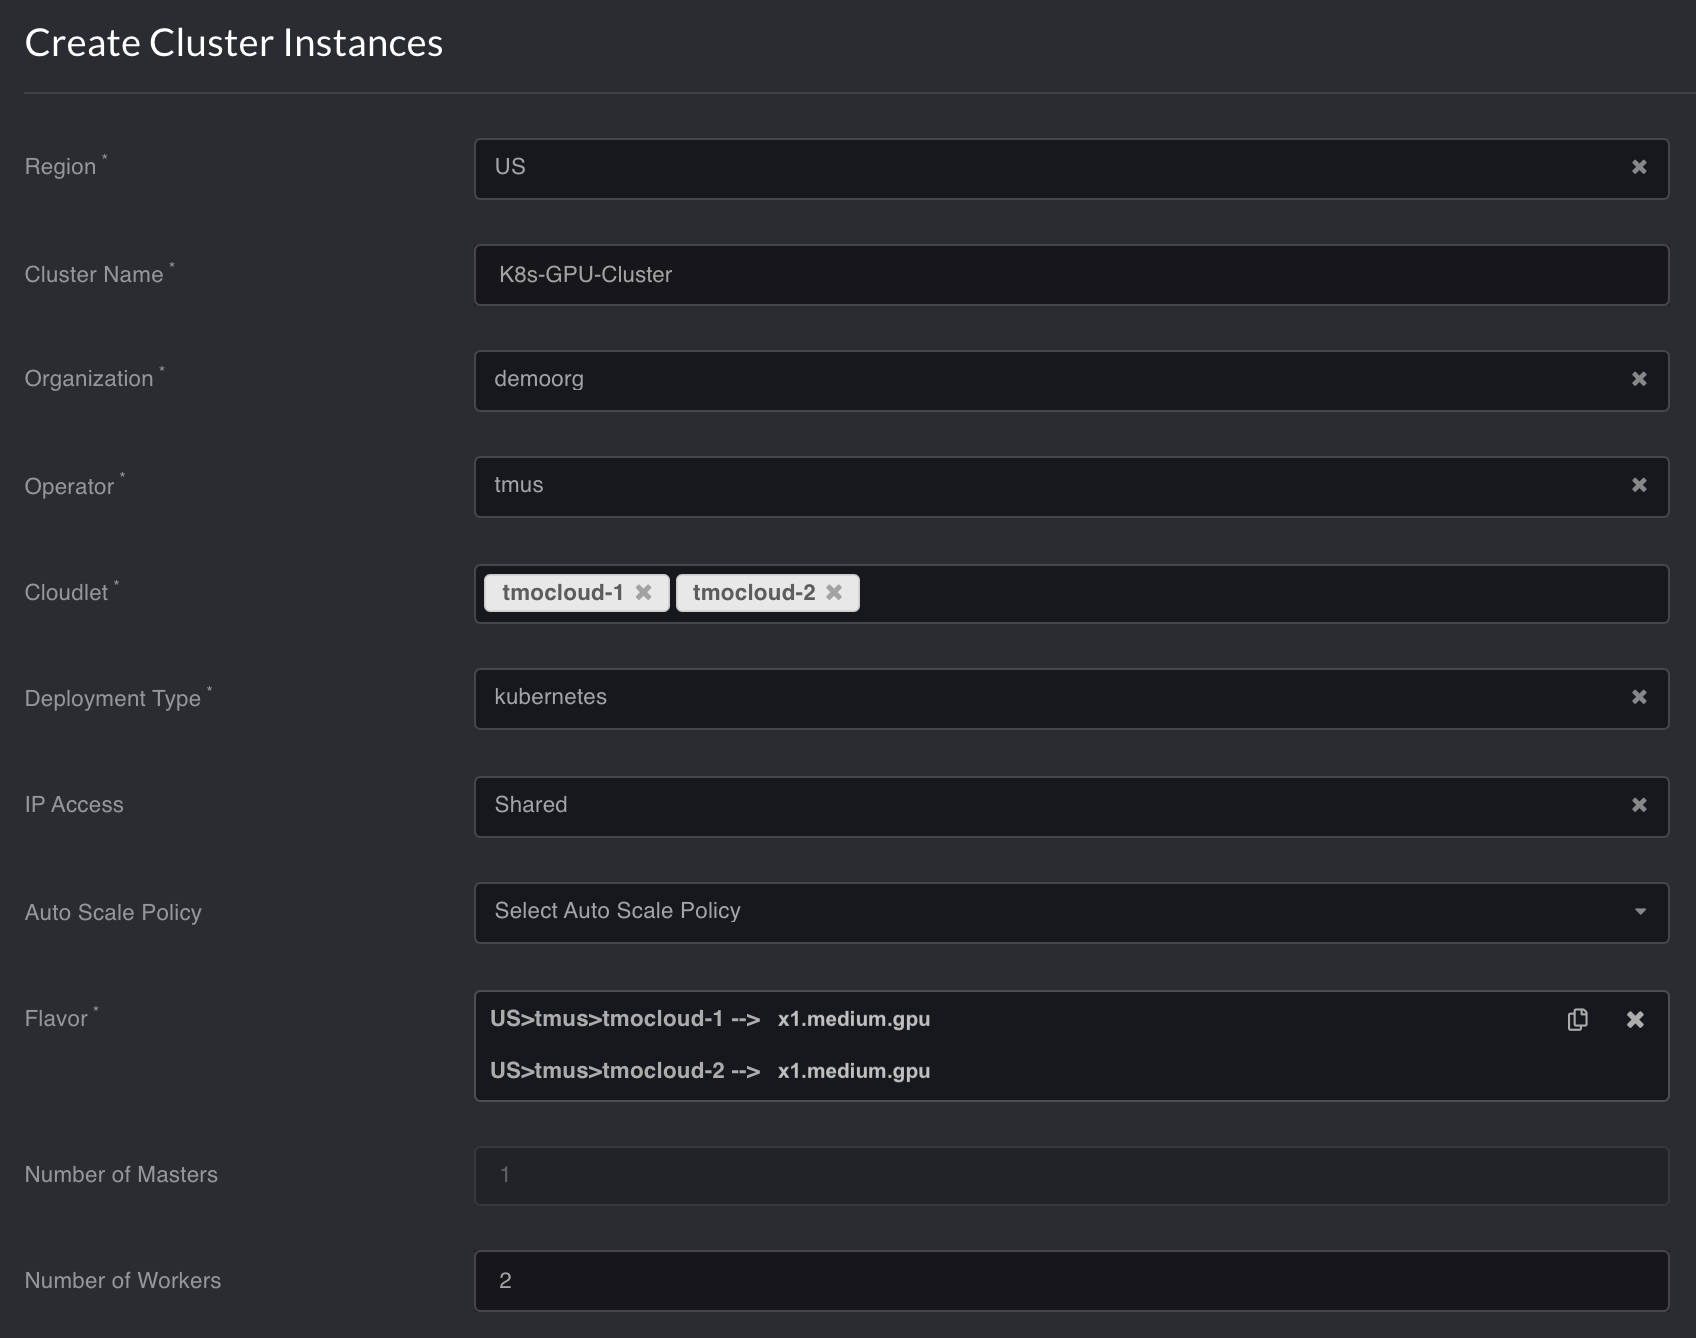 Create Cluster Instances
Region * US
Cluster Name * K8s-GPU-Cluster
Organization * demoorg
Operator * tmus
Cloudlet * tmocloud-1 tmocloud-2
Deployment Type * kubernetes
IP Access Shared
Auto Scale Policy Select Auto Scale Policy
Flavor * US>tmus>tmocloud-1 --> x1.medium.gpu
US>tmus>tmocloud-2 --> x1.medium.gpu
Number of Masters 1
Number of Workers 2